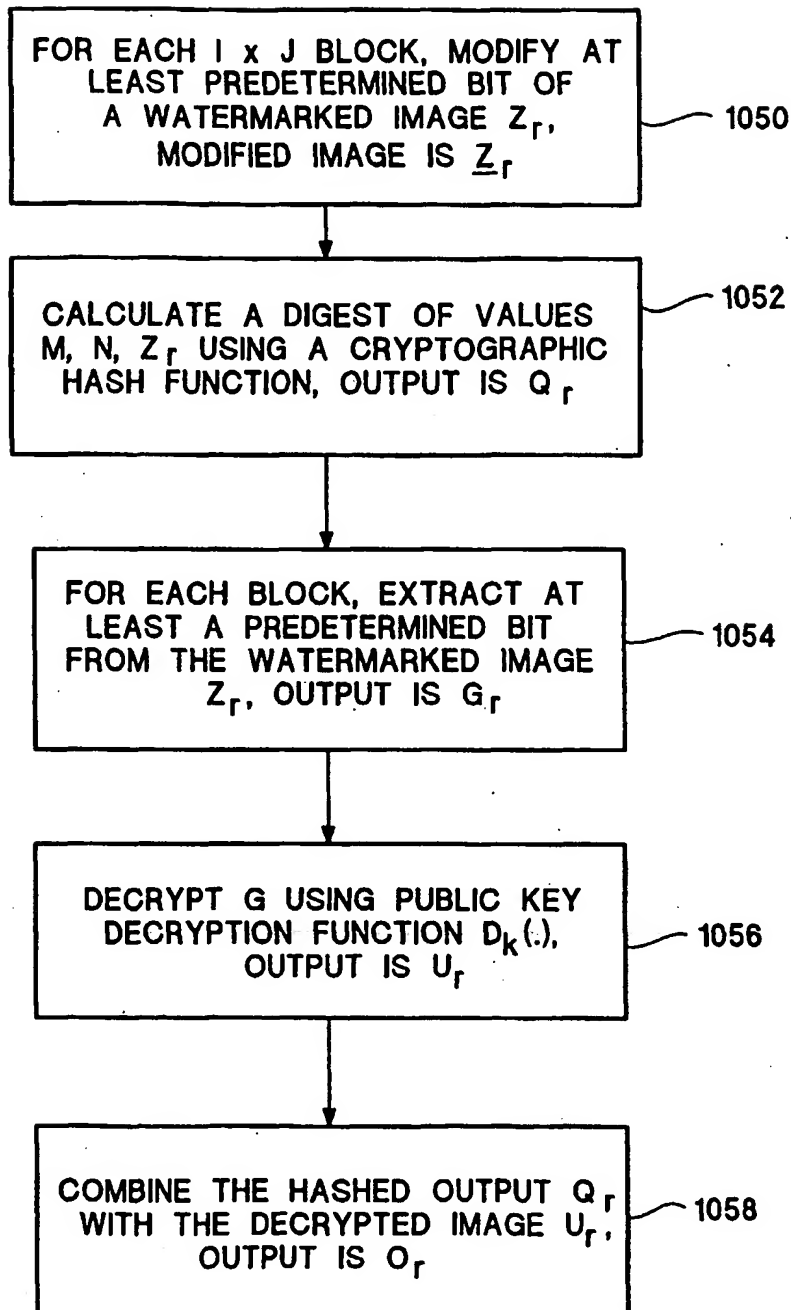 FOR EACH I x J BLOCK, MODIFY AT
LEAST PREDETERMINED BIT OF
A WATERMARKED IMAGE Zr,
MODIFIED IMAGE IS Zr
1050
CALCULATE A DIGEST OF VALUES
M, N, Zr USING A CRYPTOGRAPHIC
HASH FUNCTION, OUTPUT IS Qr
1052
FOR EACH BLOCK, EXTRACT AT
LEAST A PREDETERMINED BIT
FROM THE WATERMARKED IMAGE
Zr, OUTPUT IS Gr
1054
DECRYPT G USING PUBLIC KEY
DECRYPTION FUNCTION Dk(.),
OUTPUT IS Ur
1056
COMBINE THE HASHED OUTPUT Qr
WITH THE DECRYPTED IMAGE Ur,
OUTPUT IS Or
1058